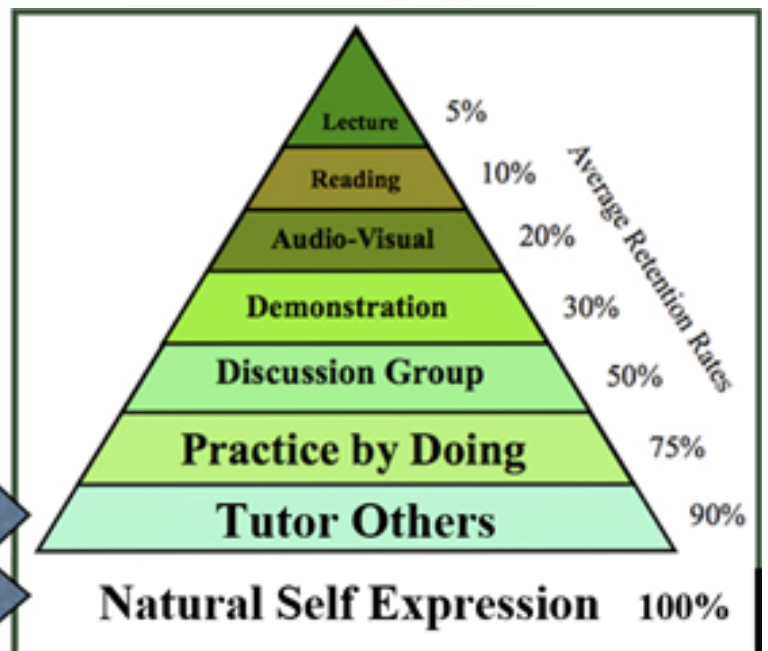 Lecture 5%
Reading 10%
Audio-Visual 20%
Demonstration 30%
Discussion Group 50%
Practice by Doing 75%
Tutor Others 90%
Natural Self Expression 100%
Average Retention Rates